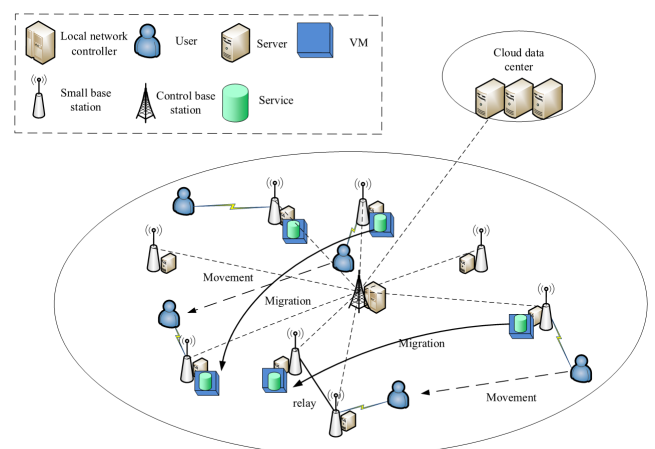 Local network
controller
User
Server
VM
Small base
station
Control base
station
Service
Cloud data
center
Movement
Migration
Migration
relay
Movement